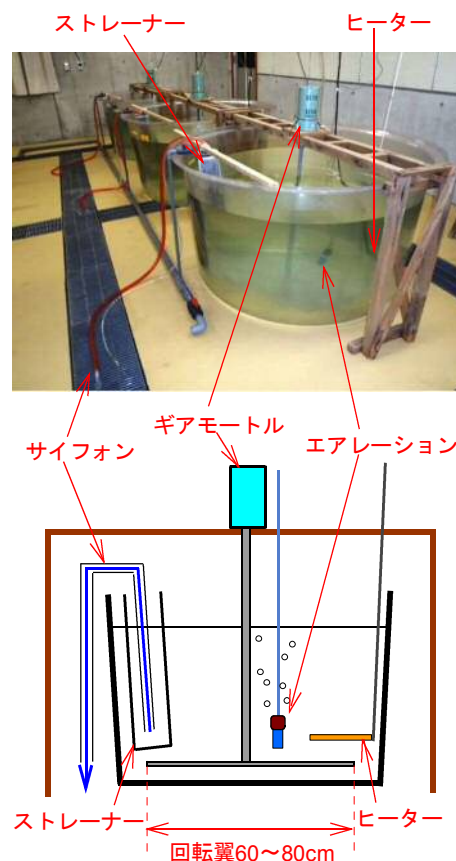 ストレーナー
ヒーター
ギアモートル
サイフォン
エアレーション
ストレーナー
ヒーター
回転翼60～80cm